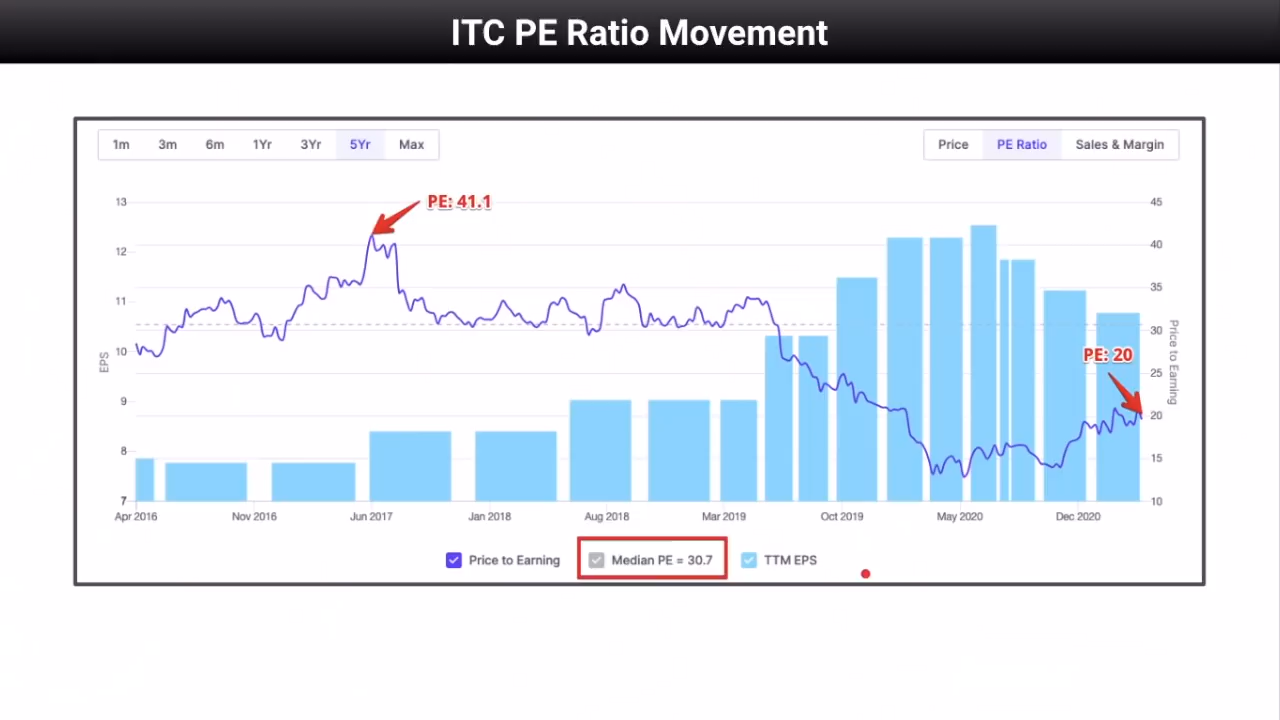 ITC PE Ratio Movement
1m 3m 6m 1Yr 3Yr 5Yr Max
Price PE Ratio Sales & Margin
PE: 41.1
13
12
11
10
9
8
7
EPS
45
40
35
30
25
20
15
10
Price to Earning
PE: 20
Apr 2016 Nov 2016 Jun 2017 Jan 2018 Aug 2018 Mar 2019 Oct 2019 May 2020 Dec 2020
Price to Earning Median PE = 30.7 TTM EPS